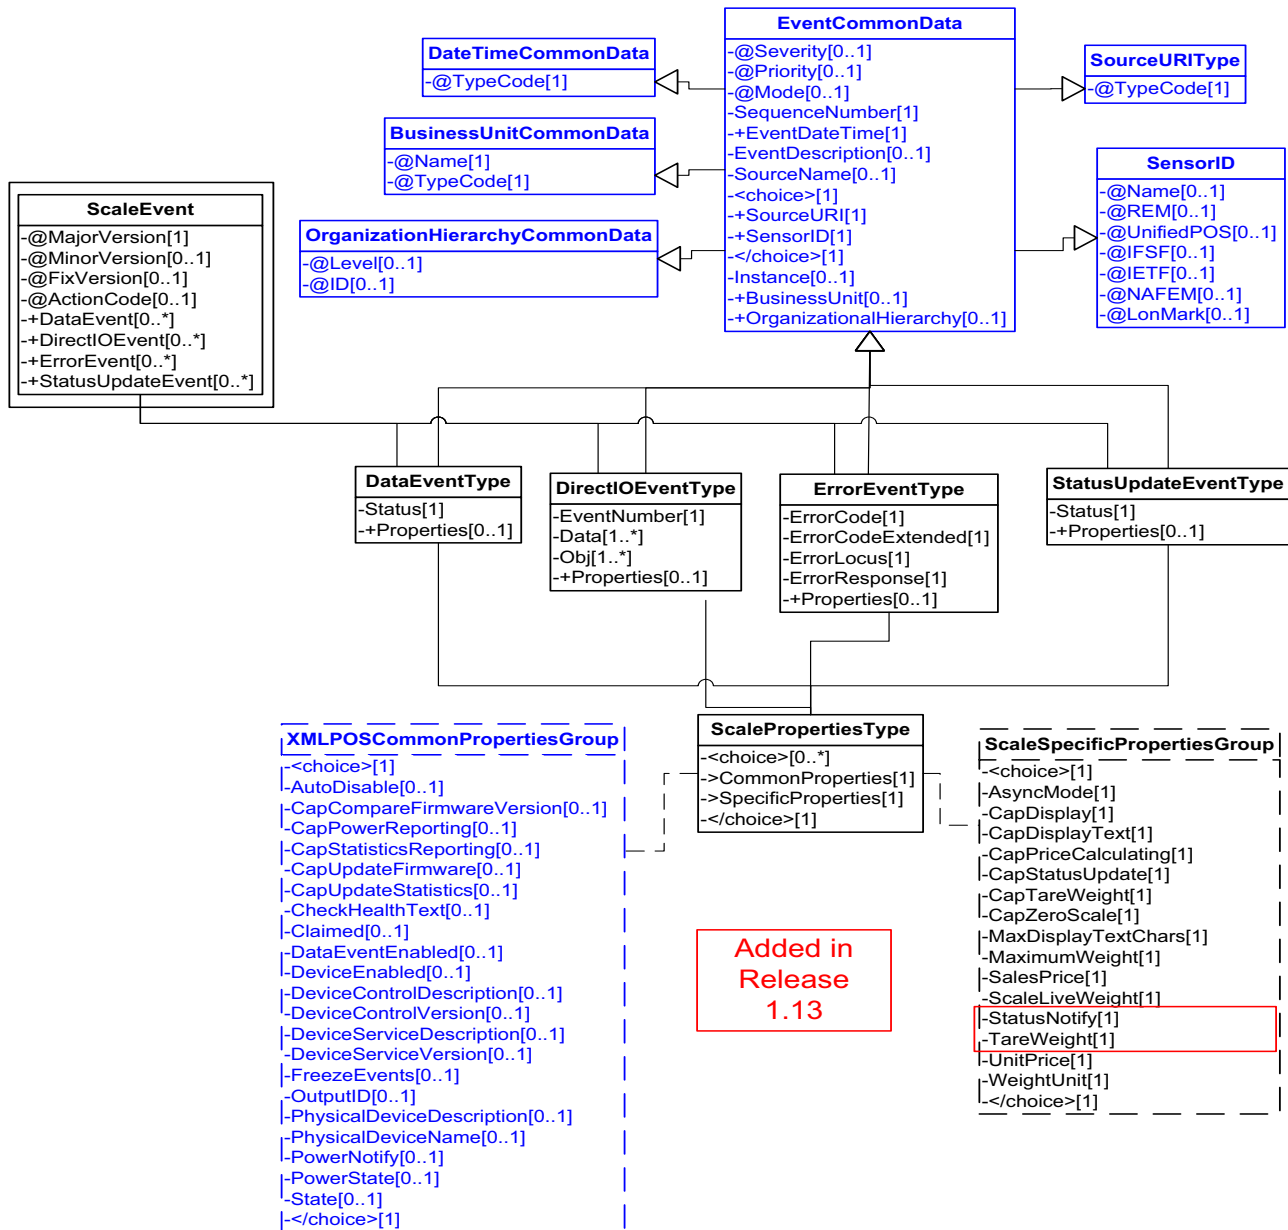 EventCommonData
-@Severity[0..1]
-@Priority[0..1]
-@Mode[0..1]
-SequenceNumber[1]
-+EventDateTime[1]
-EventDescription[0..1]
-SourceName[0..1]
-<choice>[1]
-+SourceURI[1]
-+SensorID[1]
-</choice>[1]
-Instance[0..1]
-+BusinessUnit[0..1]
-+OrganizationalHierarchy[0..1]
DateTimeCommonData
-@TypeCode[1]
SourceURIType
-@TypeCode[1]
BusinessUnitCommonData
-@Name[1]
-@TypeCode[1]
SensorID
-@Name[0..1]
-@REM[0..1]
-@UnifiedPOS[0..1]
-@IFSF[0..1]
-@IETF[0..1]
-@NAFEM[0..1]
-@LonMark[0..1]
ScaleEvent
-@MajorVersion[1]
-@MinorVersion[0..1]
-@FixVersion[0..1]
-@ActionCode[0..1]
-+DataEvent[0..*]
-+DirectIOEvent[0..*]
-+ErrorEvent[0..*]
-+StatusUpdateEvent[0..*]
OrganizationHierarchyCommonData
-@Level[0..1]
-@ID[0..1]
DataEventType
-Status[1]
-+Properties[0..1]
DirectIOEventType
-EventNumber[1]
-Data[1..*]
-Obj[1..*]
-+Properties[0..1]
ErrorEventType
-ErrorCode[1]
-ErrorCodeExtended[1]
-ErrorLocus[1]
-ErrorResponse[1]
-+Properties[0..1]
StatusUpdateEventType
-Status[1]
-+Properties[0..1]
XMLPOSCommonPropertiesGroup
-<choice>[1]
-AutoDisable[0..1]
-CapCompareFirmwareVersion[0..1]
-CapPowerReporting[0..1]
-CapStatisticsReporting[0..1]
-CapUpdateFirmware[0..1]
-CapUpdateStatistics[0..1]
-CheckHealthText[0..1]
-Claimed[0..1]
-DataEventEnabled[0..1]
-DeviceEnabled[0..1]
-DeviceControlDescription[0..1]
-DeviceControlVersion[0..1]
-DeviceServiceDescription[0..1]
-DeviceServiceVersion[0..1]
-FreezeEvents[0..1]
-OutputID[0..1]
-PhysicalDeviceDescription[0..1]
-PhysicalDeviceName[0..1]
-PowerNotify[0..1]
-PowerState[0..1]
-State[0..1]
-</choice>[1]
ScalePropertiesType
-<choice>[0..*]
->CommonProperties[1]
->SpecificProperties[1]
-</choice>[1]
Added in
Release
1.13
ScaleSpecificPropertiesGroup
-<choice>[1]
-AsyncMode[1]
-CapDisplay[1]
-CapDisplayText[1]
-CapPriceCalculating[1]
-CapStatusUpdate[1]
-CapTareWeight[1]
-CapZeroScale[1]
-MaxDisplayTextChars[1]
-MaximumWeight[1]
-SalesPrice[1]
-ScaleLiveWeight[1]
-StatusNotify[1]
-TareWeight[1]
-UnitPrice[1]
-WeightUnit[1]
-</choice>[1]